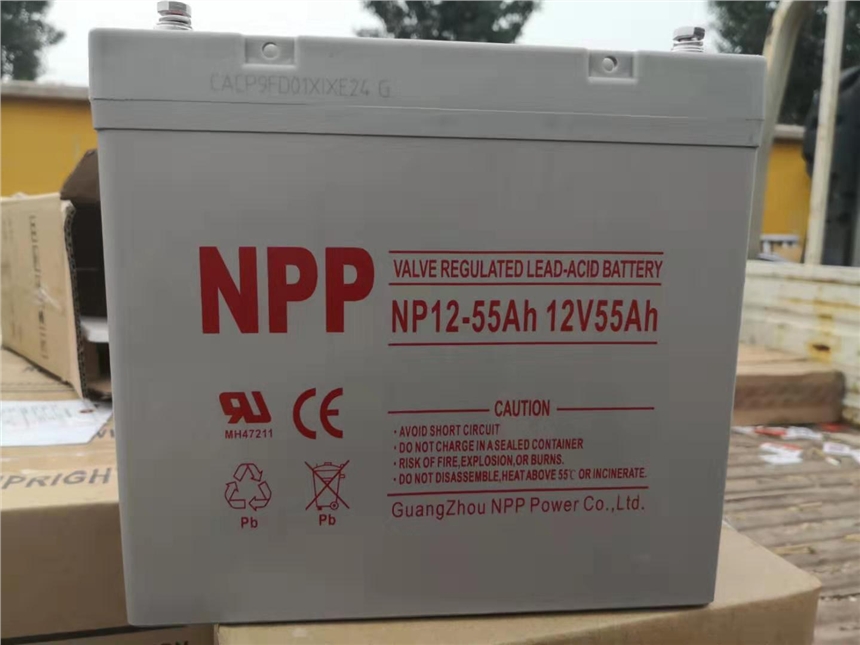 CACP9FD01XIXE24 G
NPP
VALVE REGULATED LEAD-ACID BATTERY
NP12-55Ah 12V55Ah
MH47211
CE
Pb
Pb
CAUTION
· AVOID SHORT CIRCUIT
· DO NOT CHARGE IN A SEALED CONTAINER
· RISK OF FIRE,EXPLOSION,OR BURNS.
· DO NOT DISASSEMBLE,HEAT ABOVE 55℃ OR INCINERATE.
GuangZhou NPP Power Co.,Ltd.
UPRIGHT